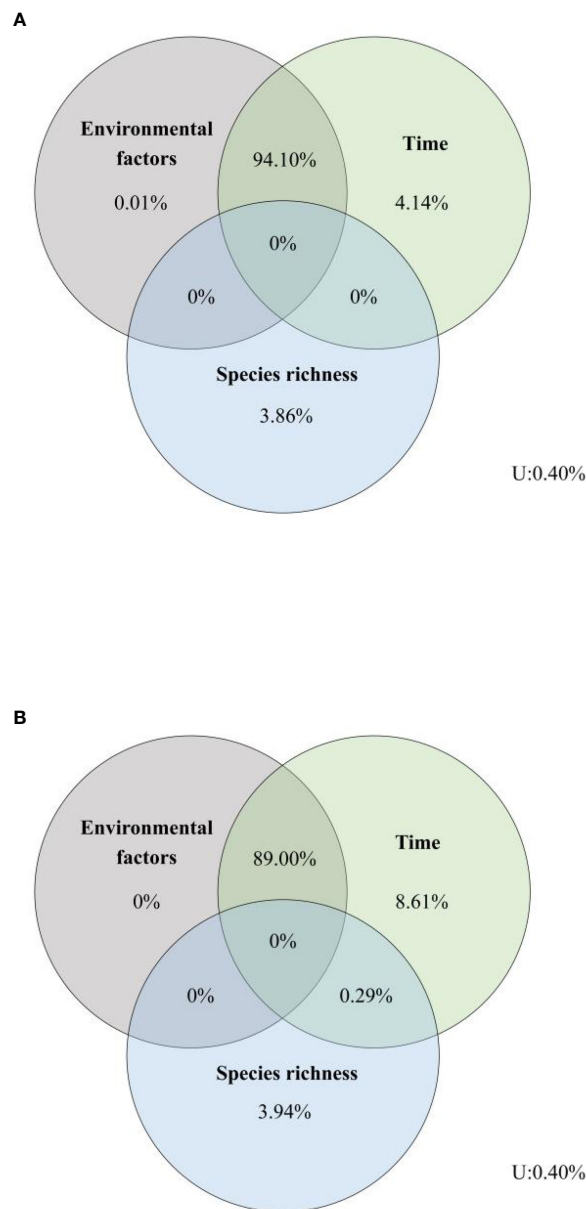 A
Environmental
factors
0.01%
94.10%
Time
4.14%
0%
0%
0%
Species richness
3.86%
U:0.40%
B
Environmental
factors
0%
89.00%
Time
8.61%
0%
0%
0.29%
Species richness
3.94%
U:0.40%